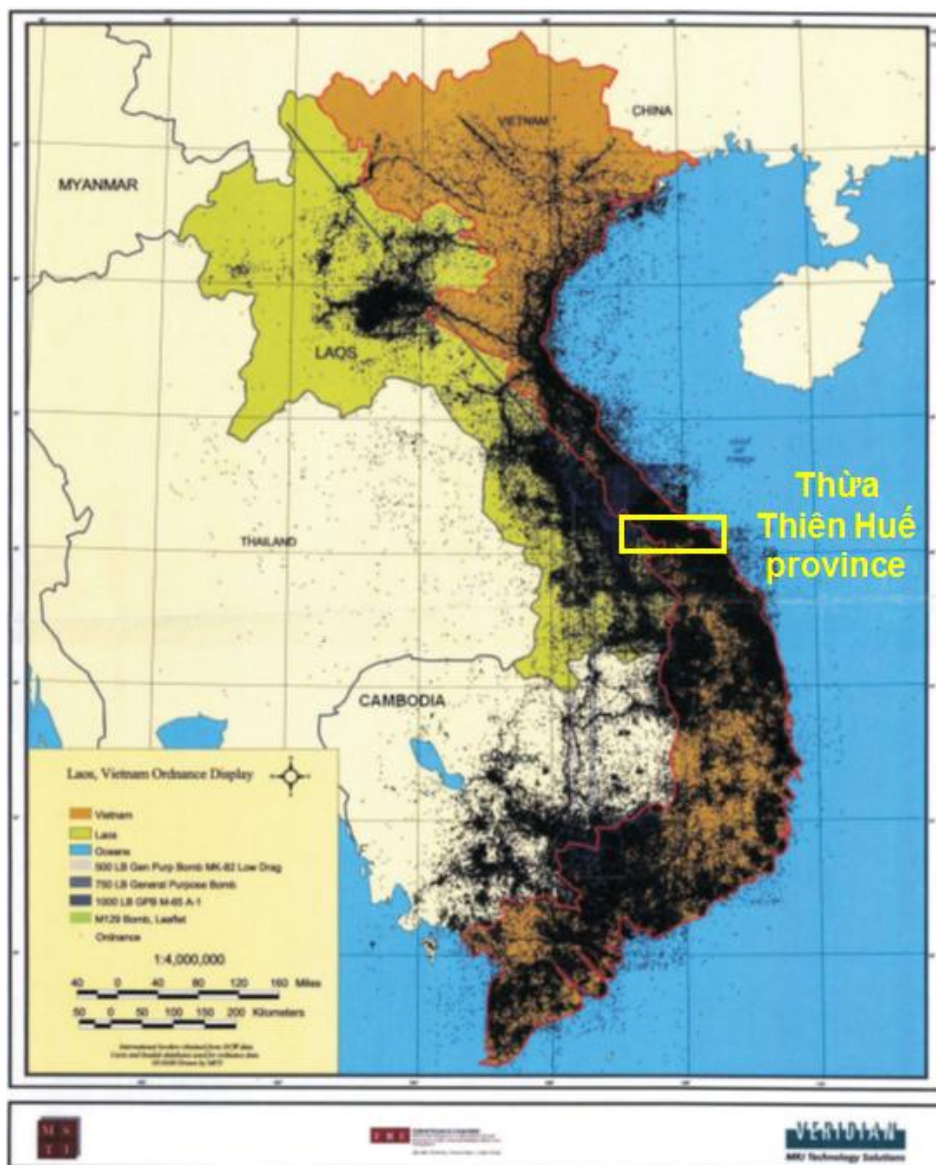 CHINA
VIETNAM
MYANMAR
LAOS
Thừa
Thiên Huế
province
THAILAND
CAMBODIA
Laos, Vietnam Ordnance Display
Vietnam
Laos
Oceans
500 LB Gen Purp Bomb MK-82 Low Drag
750 LB General Purpose Bomb
1000 LB GPB M-65 A-1
M129 Bomb, Leaflet
Ordinance
1:4,000,000
40 0 40 80 120 160 Miles
50 0 50 100 150 200 Kilometers
MSTI
VERIDIAN
MRJ Technology Solutions